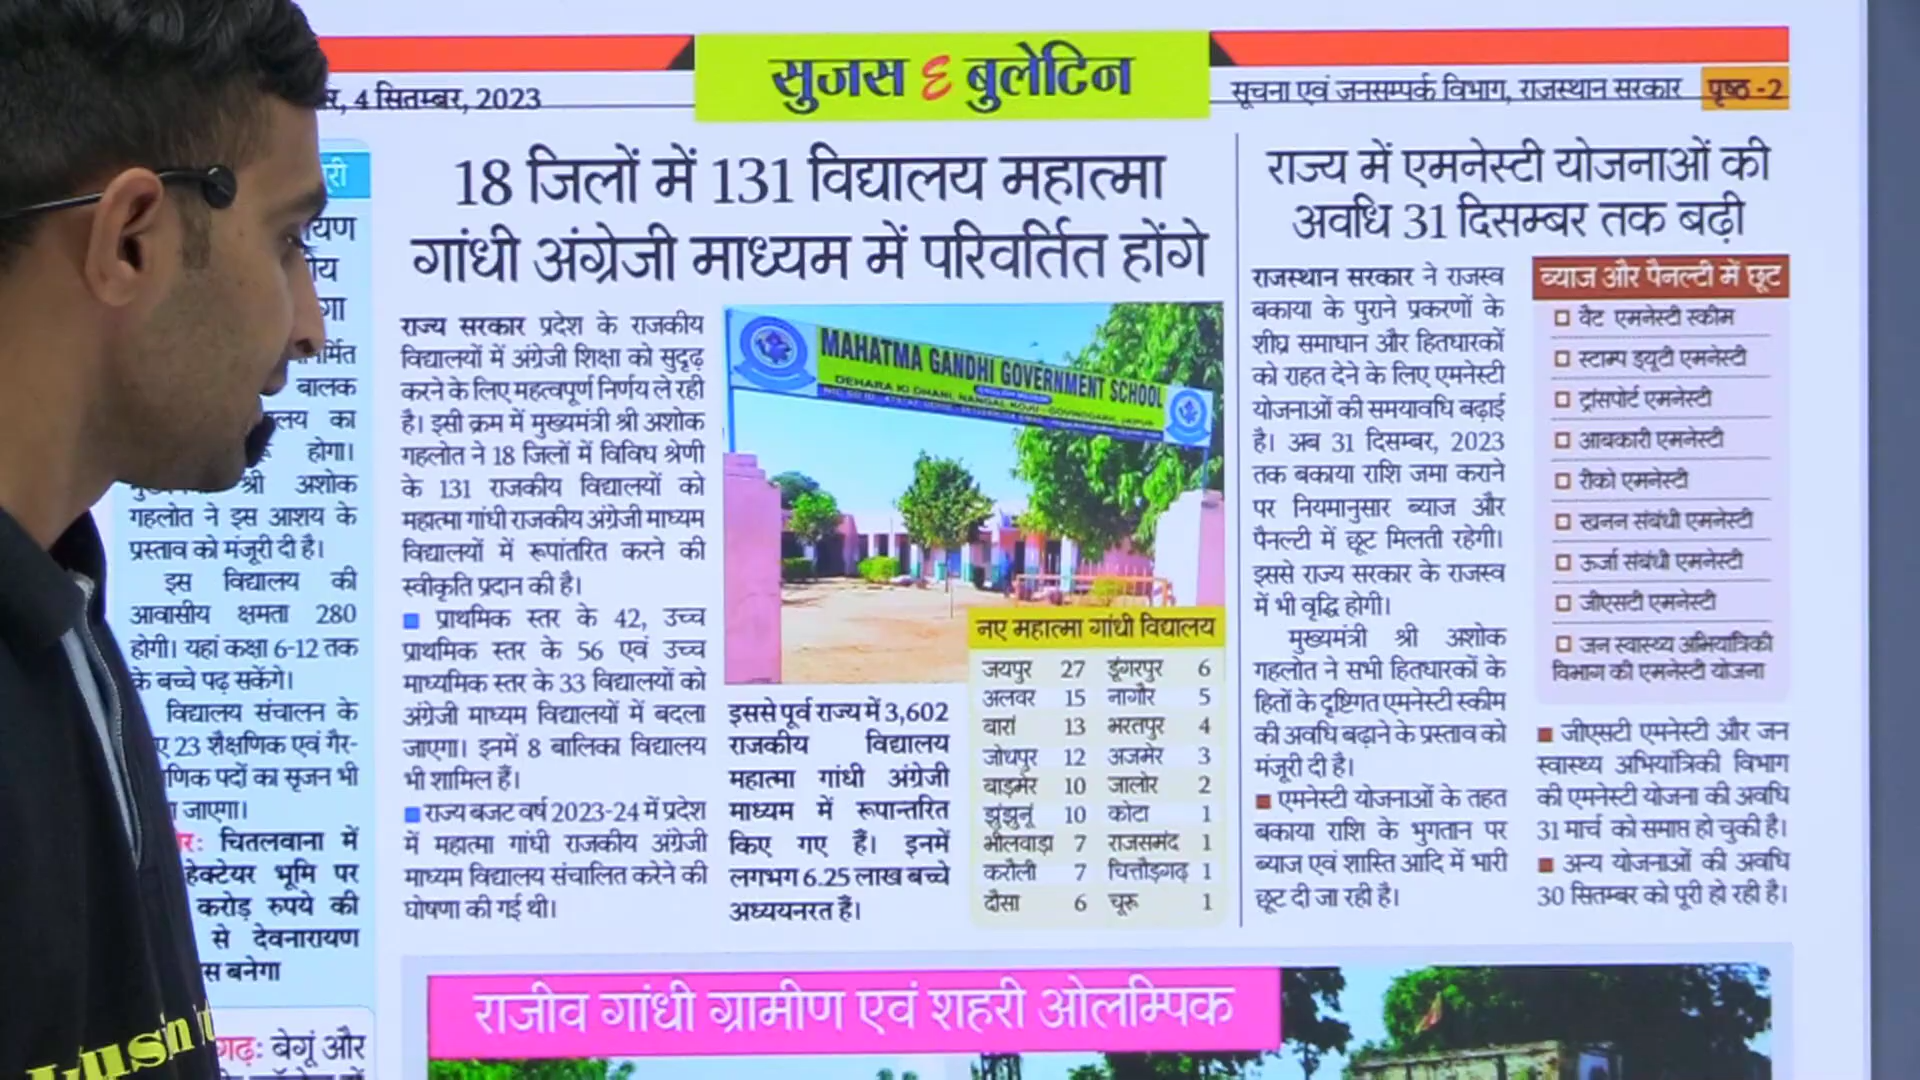 4 सितम्बर, 2023
सुजस e बुलेटिन
सूचना एवं जनसम्पर्क विभाग, राजस्थान सरकार
पृष्ठ -2
श्री अशोक
गहलोत ने इस आशय के
प्रस्ताव को मंजूरी दी है।
इस विद्यालय की
आवासीय क्षमता 280
होगी। यहां कक्षा 6-12 तक
के बच्चे पढ़ सकेंगे।
विद्यालय संचालन के
23 शैक्षणिक एवं गैर-
पदों का सृजन भी
जाएगा।
चितलवाना में
हेक्टेयर भूमि पर
करोड़ रुपये की
से देवनारायण
बनेगा
बेगूं और
18 जिलों में 131 विद्यालय महात्मा
गांधी अंग्रेजी माध्यम में परिवर्तित होंगे
राज्य सरकार प्रदेश के राजकीय
विद्यालयों में अंग्रेजी शिक्षा को सुदृढ़
करने के लिए महत्वपूर्ण निर्णय ले रही
है। इसी क्रम में मुख्यमंत्री श्री अशोक
गहलोत ने 18 जिलों में विविध श्रेणी
के 131 राजकीय विद्यालयों को
महात्मा गांधी राजकीय अंग्रेजी माध्यम
विद्यालयों में रूपांतरित करने की
स्वीकृति प्रदान की है।
■ प्राथमिक स्तर के 42, उच्च
प्राथमिक स्तर के 56 एवं उच्च
माध्यमिक स्तर के 33 विद्यालयों को
अंग्रेजी माध्यम विद्यालयों में बदला
जाएगा। इनमें 8 बालिका विद्यालय
भी शामिल हैं।
■ राज्य बजट वर्ष 2023-24 में प्रदेश
में महात्मा गांधी राजकीय अंग्रेजी
माध्यम विद्यालय संचालित करेने की
घोषणा की गई थी।
MAHATMA GANDHI GOVERNMENT SCHOOL
DEHARA KI DHANI, NANGAL KOJU - GOVINDGARH, JAIPUR
इससे पूर्व राज्य में 3,602
राजकीय विद्यालय
महात्मा गांधी अंग्रेजी
माध्यम में रूपान्तरित
किए गए हैं। इनमें
लगभग 6.25 लाख बच्चे
अध्ययनरत हैं।
नए महात्मा गांधी विद्यालय
जयपुर 27 डूंगरपुर 6
अलवर 15 नागौर 5
बारां 13 भरतपुर 4
जोधपुर 12 अजमेर 3
बाड़मेर 10 जालोर 2
झुंझुनूं 10 कोटा 1
भीलवाड़ा 7 राजसमंद 1
करौली 7 चित्तौड़गढ़ 1
दौसा 6 चूरू 1
राज्य में एमनेस्टी योजनाओं की
अवधि 31 दिसम्बर तक बढ़ी
राजस्थान सरकार ने राजस्व
बकाया के पुराने प्रकरणों के
शीघ्र समाधान और हितधारकों
को राहत देने के लिए एमनेस्टी
योजनाओं की समयावधि बढ़ाई
है। अब 31 दिसम्बर, 2023
तक बकाया राशि जमा कराने
पर नियमानुसार ब्याज और
पैनल्टी में छूट मिलती रहेगी।
इससे राज्य सरकार के राजस्व
में भी वृद्धि होगी।
मुख्यमंत्री श्री अशोक
गहलोत ने सभी हितधारकों के
हितों के दृष्टिगत एमनेस्टी स्कीम
की अवधि बढ़ाने के प्रस्ताव को
मंजूरी दी है।
■ एमनेस्टी योजनाओं के तहत
बकाया राशि के भुगतान पर
ब्याज एवं शास्ति आदि में भारी
छूट दी जा रही है।
ब्याज और पैनल्टी में छूट
वैट एमनेस्टी स्कीम
स्टाम्प ड्यूटी एमनेस्टी
ट्रांसपोर्ट एमनेस्टी
आबकारी एमनेस्टी
रीको एमनेस्टी
खनन संबंधी एमनेस्टी
ऊर्जा संबंधी एमनेस्टी
जीएसटी एमनेस्टी
जन स्वास्थ्य अभियांत्रिकी
विभाग की एमनेस्टी योजना
■ जीएसटी एमनेस्टी और जन
स्वास्थ्य अभियांत्रिकी विभाग
की एमनेस्टी योजना की अवधि
31 मार्च को समाप्त हो चुकी है।
■ अन्य योजनाओं की अवधि
30 सितम्बर को पूरी हो रही है।
राजीव गांधी ग्रामीण एवं शहरी ओलम्पिक